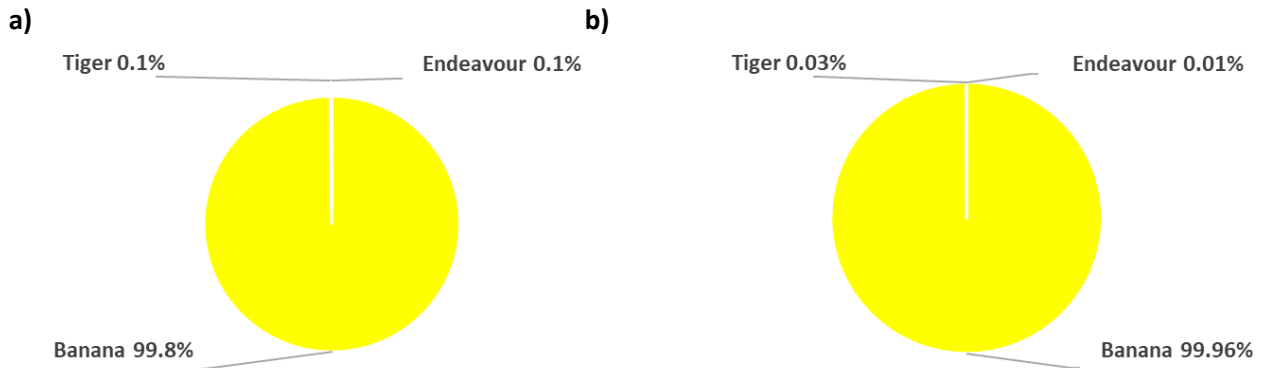 a)
Tiger 0.1%
Endeavour 0.1%
Banana 99.8%
b)
Tiger 0.03%
Endeavour 0.01%
Banana 99.96%